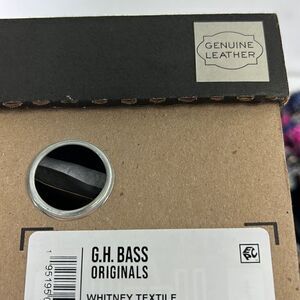 GENUINE
LEATHER
G.H. BASS
ORIGINALS
WHITNEY TEXTILE